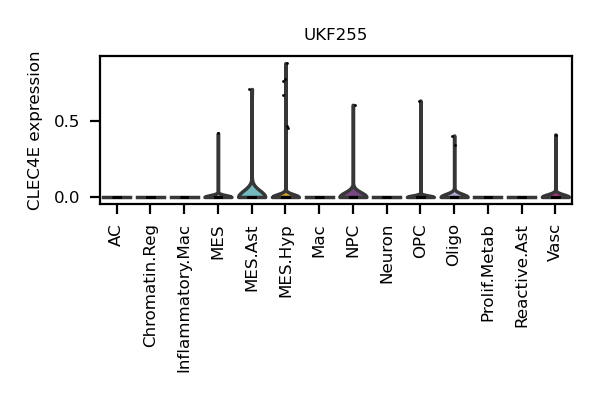 UKF255
CLEC4E expression
0.5
0.0
AC
Chromatin.Reg
Inflammatory.Mac
MES
MES.Ast
MES.Hyp
Mac
NPC
Neuron
OPC
Oligo
Prolif.Metab
Reactive.Ast
Vasc